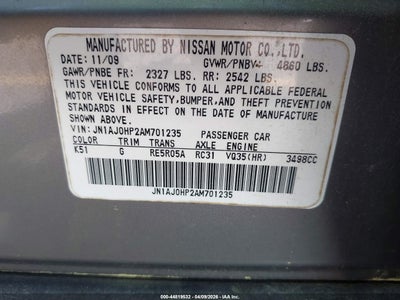 MANUFACTURED BY NISSAN MOTOR CO., LTD.
DATE: 11/09 GVWR/PNBV: 4860 LBS.
GAWR/PNBE FR: 2327 LBS. RR: 2542 LBS.
THIS VEHICLE CONFORMS TO ALL APPLICABLE FEDERAL
MOTOR VEHICLE SAFETY, BUMPER, AND THEFT PREVENTION
STANDARDS IN EFFECT ON THE DATE OF MANUFACTURE
SHOWN ABOVE.
VIN: JN1AJ0HP2AM701235 PASSENGER CAR
COLOR TRIM TRANS AXLE ENGINE
K51 G RE5R05A RC31 VQ35(HR) 3498CC
JN1AJ0HP2AM701235
000-44819532 - 04/09/2026 - IAAI.COM